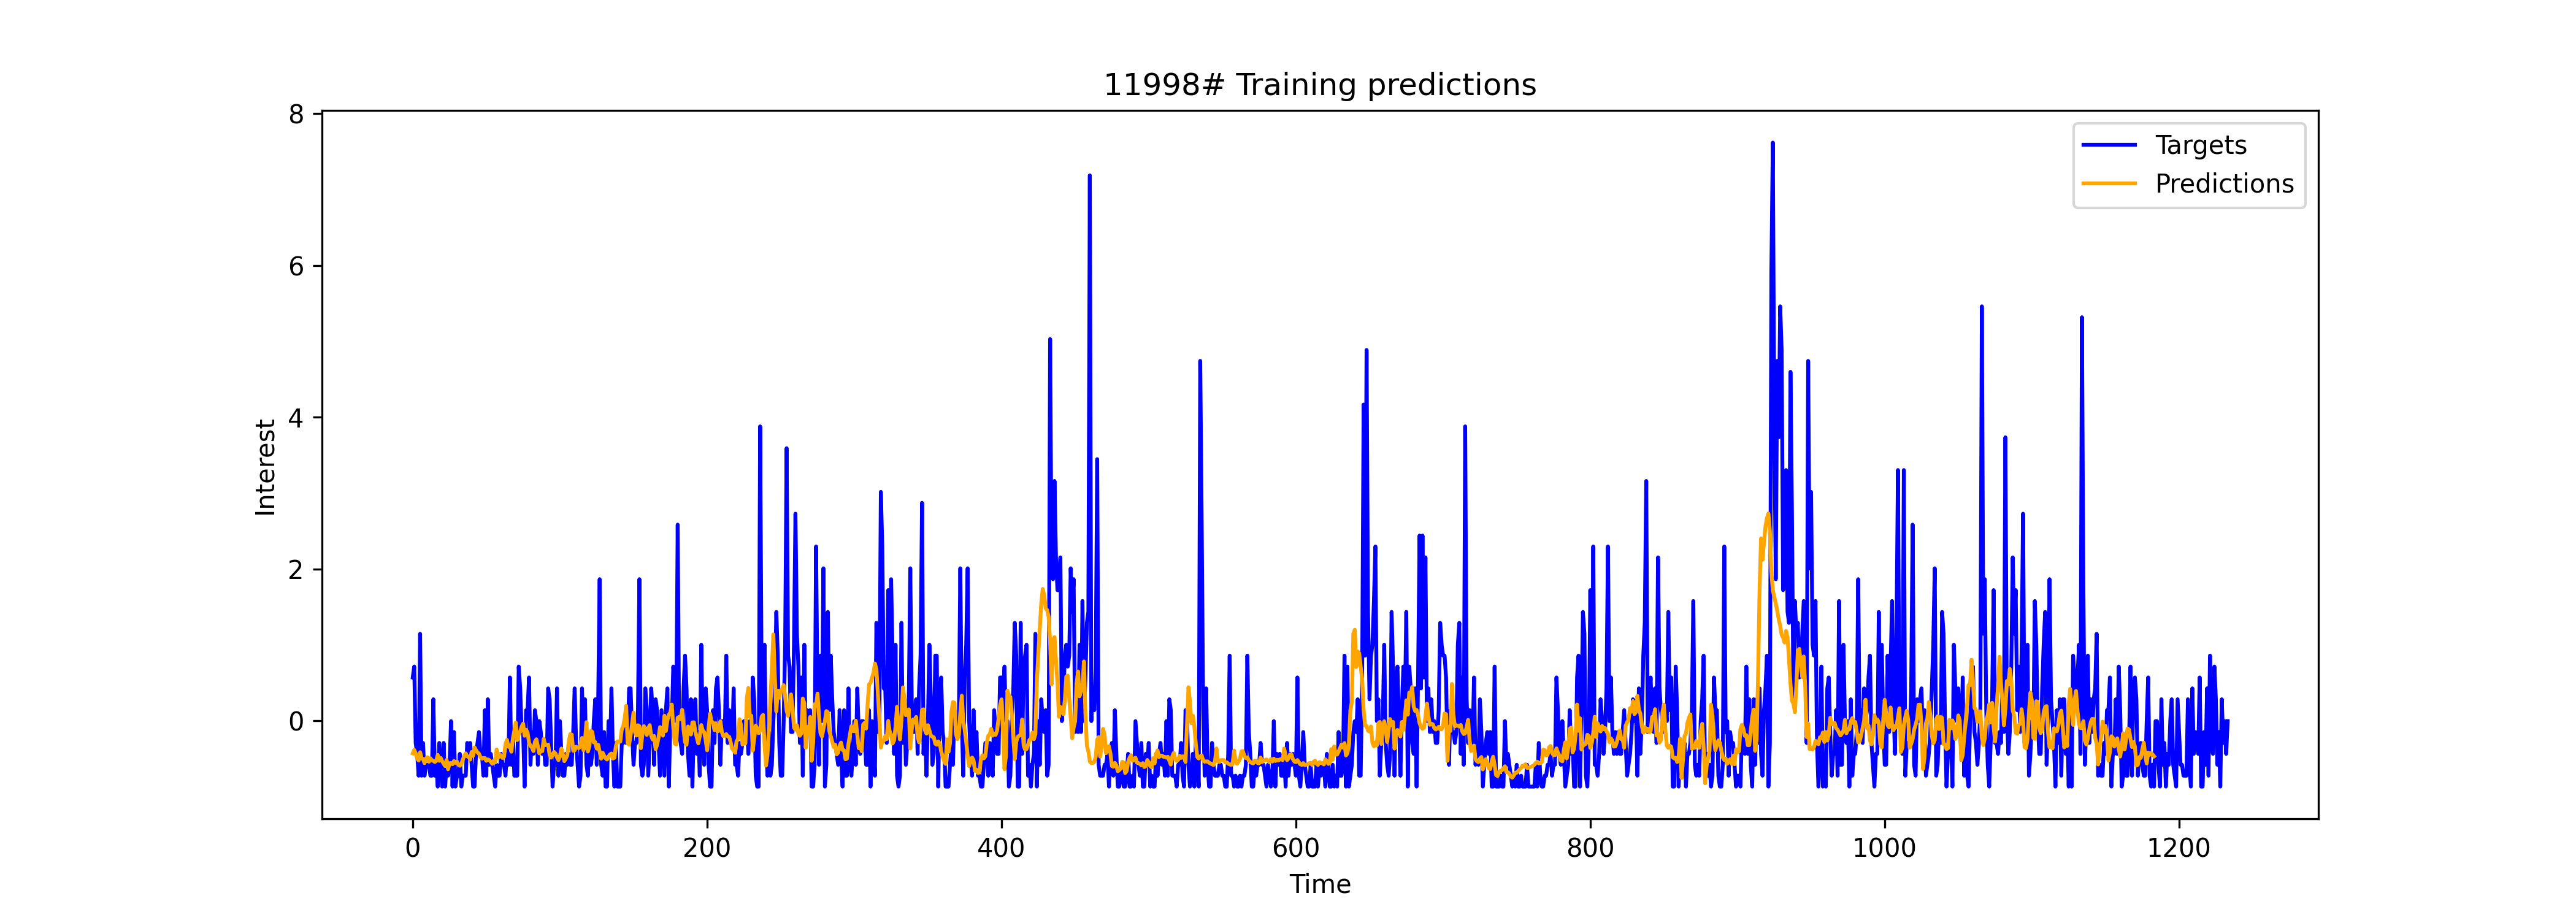 11998# Training predictions
8
6
4
2
0
Interest
Targets
Predictions
0 200 400 600 800 1000 1200
Time